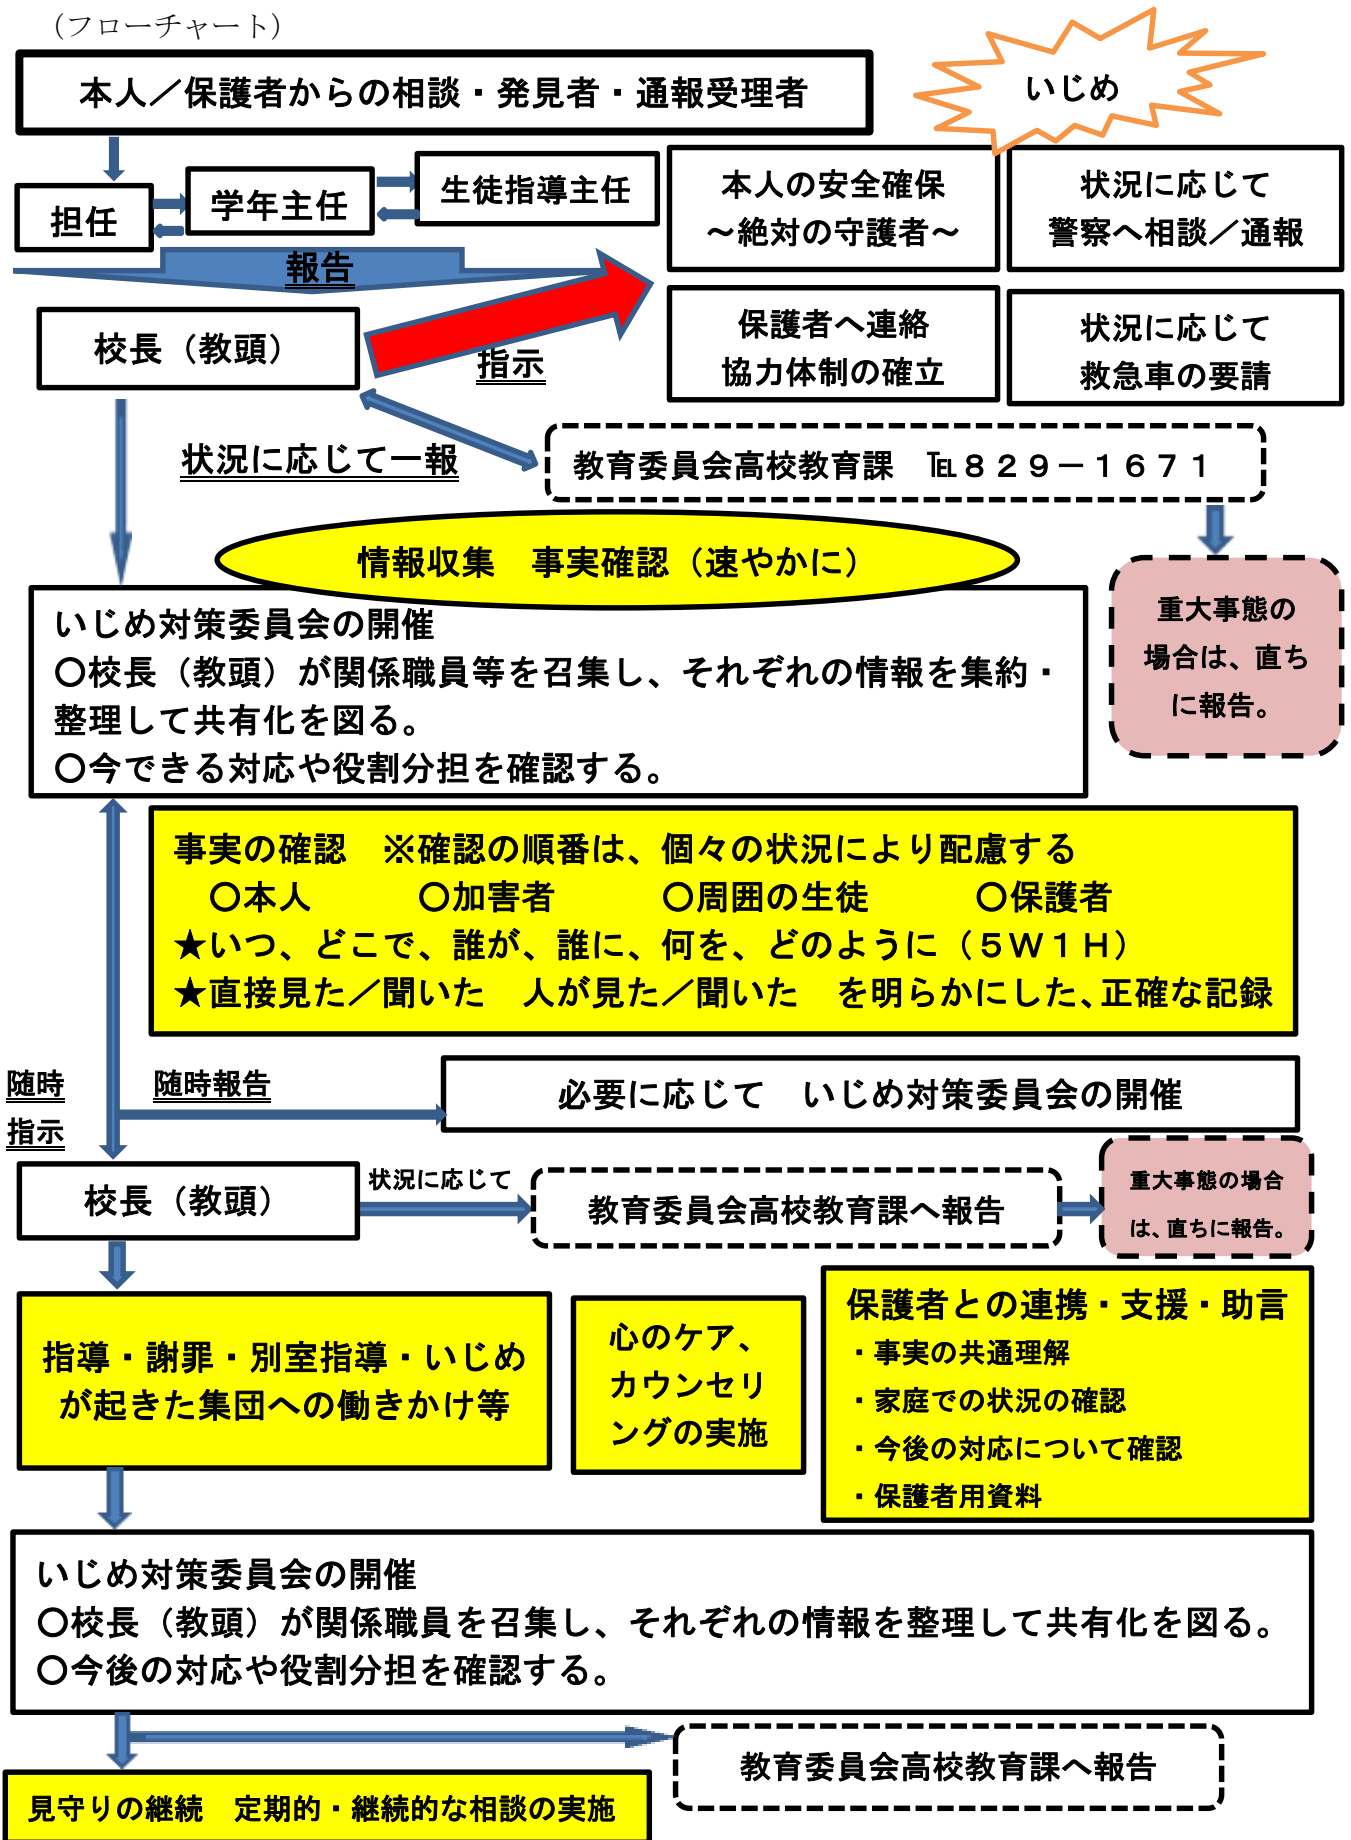 (フローチャート)
いじめ
本人／保護者からの相談・発見者・通報受理者
担任
学年主任
生徒指導主任
本人の安全確保
～絶対の守護者～
状況に応じて
警察へ相談／通報
報告
校長（教頭）
指示
保護者へ連絡
協力体制の確立
状況に応じて
救急車の要請
状況に応じて一報
教育委員会高校教育課　℡８２９－１６７１
情報収集　事実確認（速やかに）
重大事態の
場合は、直ち
に報告。
いじめ対策委員会の開催
○校長（教頭）が関係職員等を召集し、それぞれの情報を集約・
整理して共有化を図る。
○今できる対応や役割分担を確認する。
事実の確認　※確認の順番は、個々の状況により配慮する
○本人　　　○加害者　　　○周囲の生徒　　　○保護者
★いつ、どこで、誰が、誰に、何を、どのように（５Ｗ１Ｈ）
★直接見た／聞いた　人が見た／聞いた　を明らかにした、正確な記録
随時
指示
随時報告
必要に応じて　いじめ対策委員会の開催
校長（教頭）
状況に応じて
教育委員会高校教育課へ報告
重大事態の場合
は、直ちに報告。
指導・謝罪・別室指導・いじめ
が起きた集団への働きかけ等
心のケア、
カウンセリ
ングの実施
保護者との連携・支援・助言
・事実の共通理解
・家庭での状況の確認
・今後の対応について確認
・保護者用資料
いじめ対策委員会の開催
○校長（教頭）が関係職員を召集し、それぞれの情報を整理して共有化を図る。
○今後の対応や役割分担を確認する。
教育委員会高校教育課へ報告
見守りの継続　定期的・継続的な相談の実施